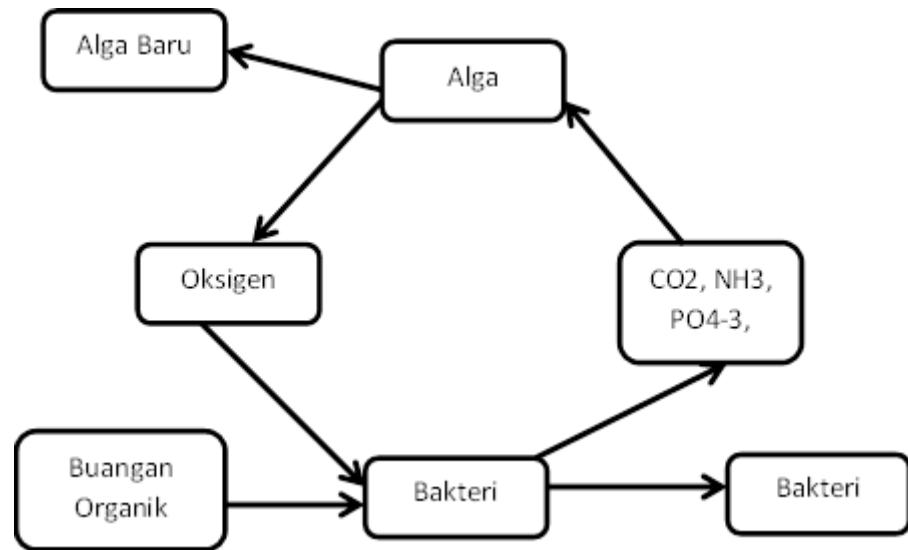 Alga Baru
Alga
Oksigen
CO2, NH3,
PO4-3,
Buangan
Organik
Bakteri
Bakteri